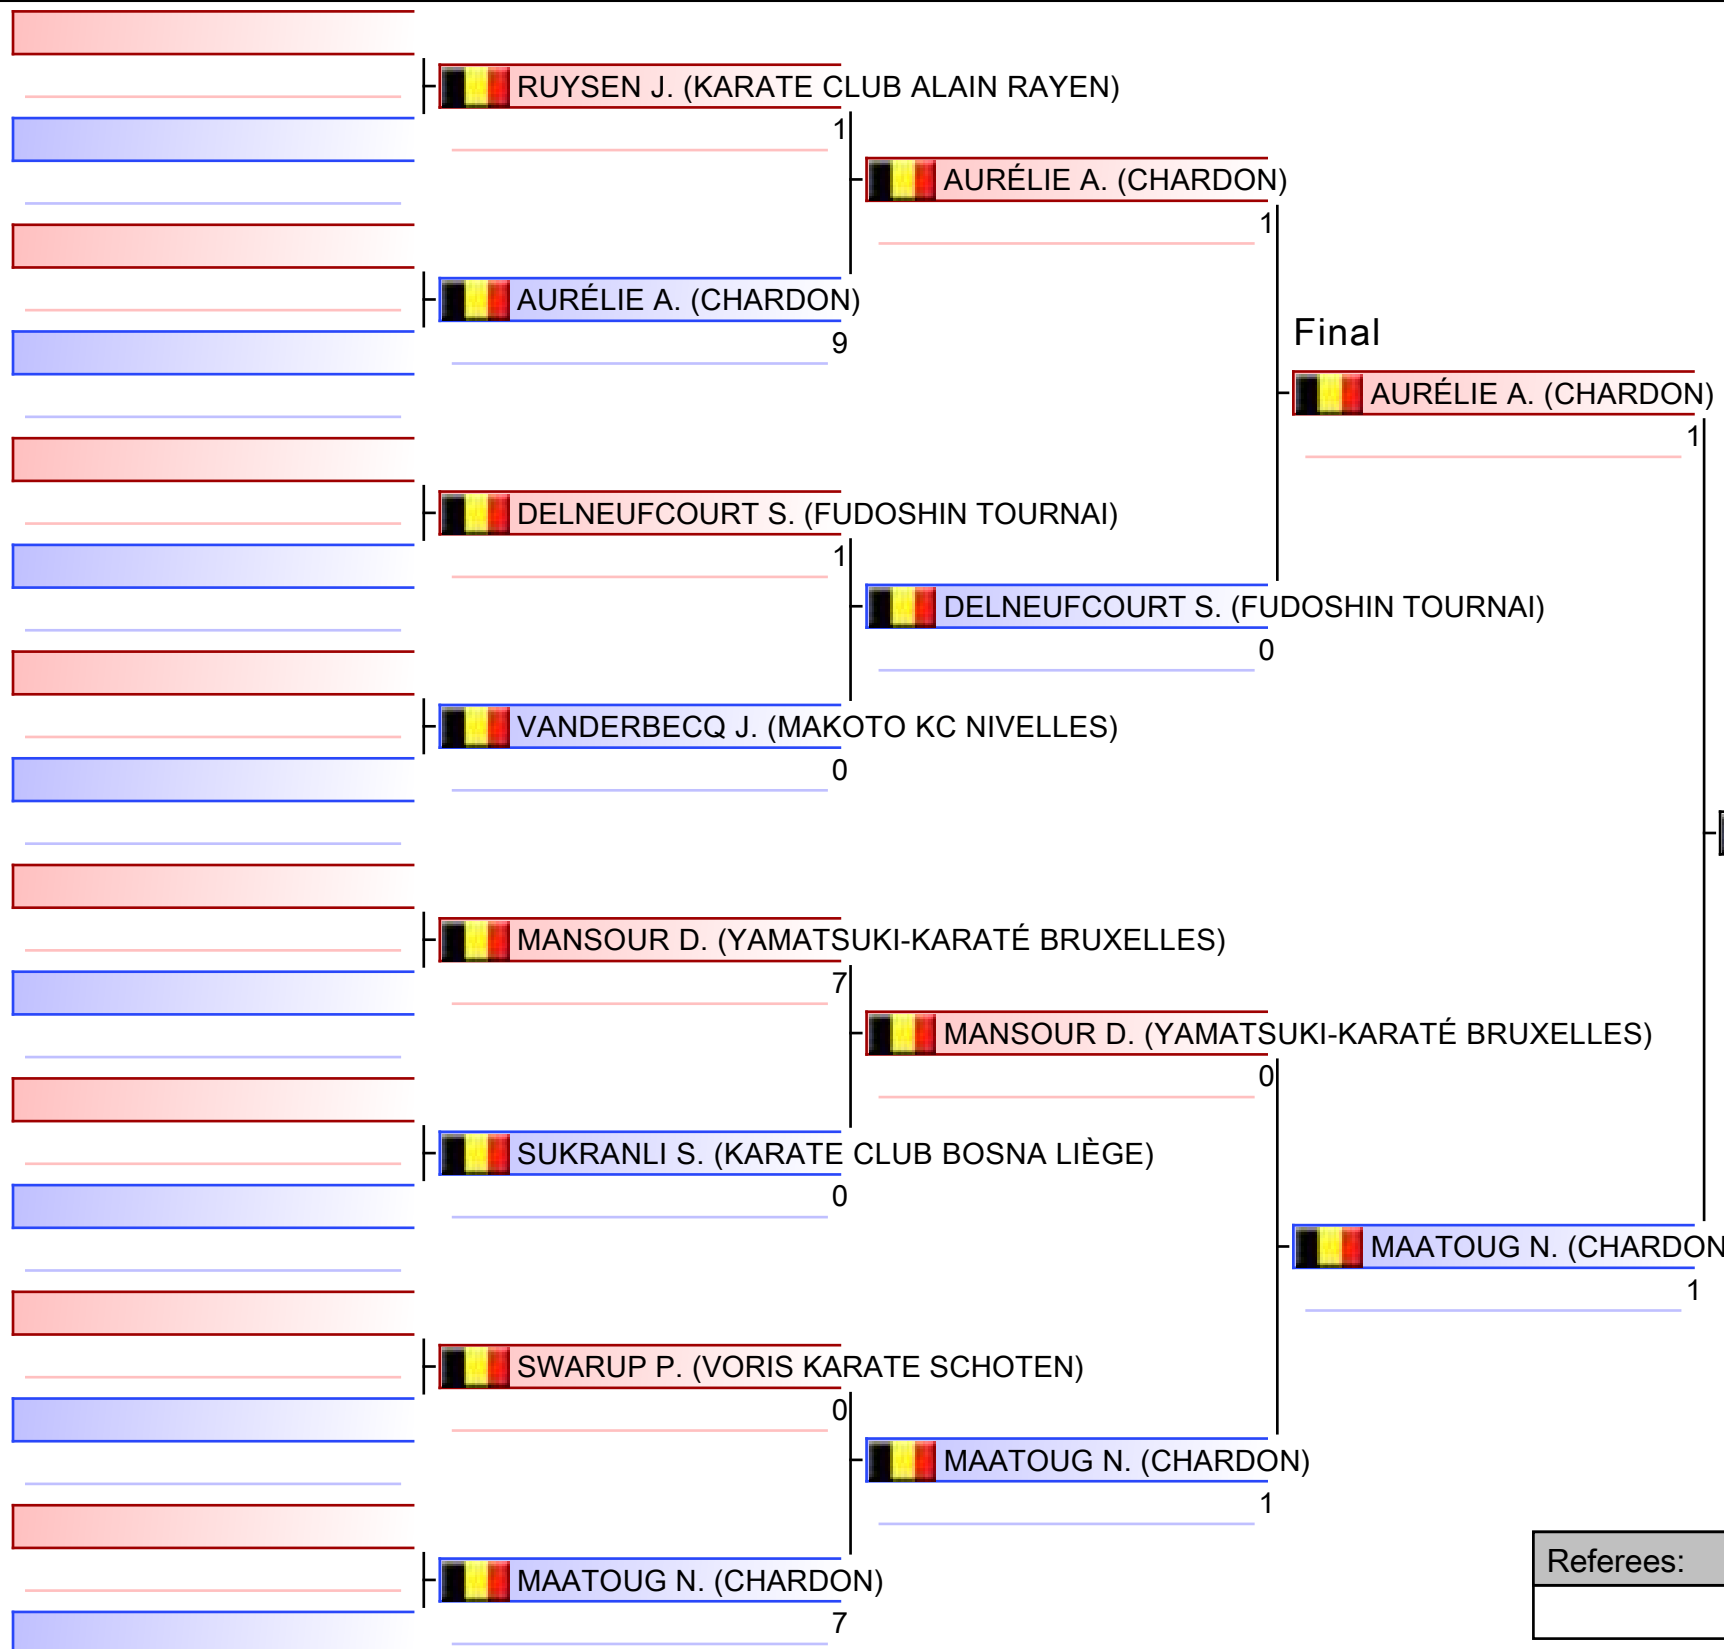 RUYSEN J. (KARATE CLUB ALAIN RAYEN)
1
AURÉLIE A. (CHARDON)
1
AURÉLIE A. (CHARDON)
9
Final
AURÉLIE A. (CHARDON)
1
DELNEUFCOURT S. (FUDOSHIN TOURNAI)
1
DELNEUFCOURT S. (FUDOSHIN TOURNAI)
0
VANDERBECQ J. (MAKOTO KC NIVELLES)
0
MANSOUR D. (YAMATSUKI-KARATÉ BRUXELLES)
7
MANSOUR D. (YAMATSUKI-KARATÉ BRUXELLES)
0
SUKRANLI S. (KARATE CLUB BOSNA LIÈGE)
0
MAATOUG N. (CHARDON
1
SWARUP P. (VORIS KARATE SCHOTEN)
0
MAATOUG N. (CHARDON)
1
Referees:
MAATOUG N. (CHARDON)
7